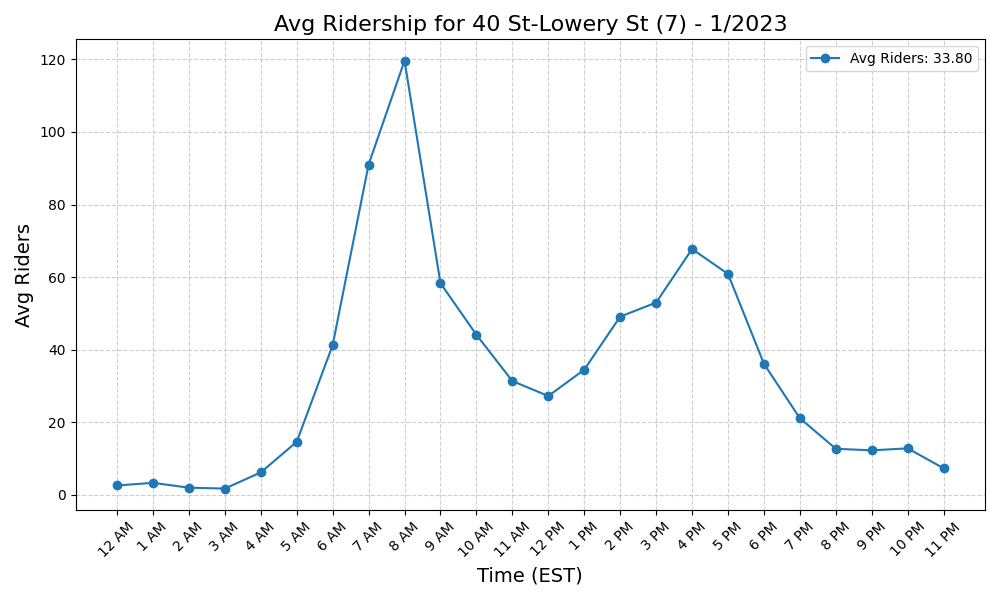 Avg Ridership for 40 St-Lowery St (7) - 1/2023
Avg Riders: 33.80
Avg Riders
120
100
80
60
40
20
0
12 AM
1 AM
2 AM
3 AM
4 AM
5 AM
6 AM
7 AM
8 AM
9 AM
10 AM
11 AM
12 PM
1 PM
2 PM
3 PM
4 PM
5 PM
6 PM
7 PM
8 PM
9 PM
10 PM
11 PM
Time (EST)